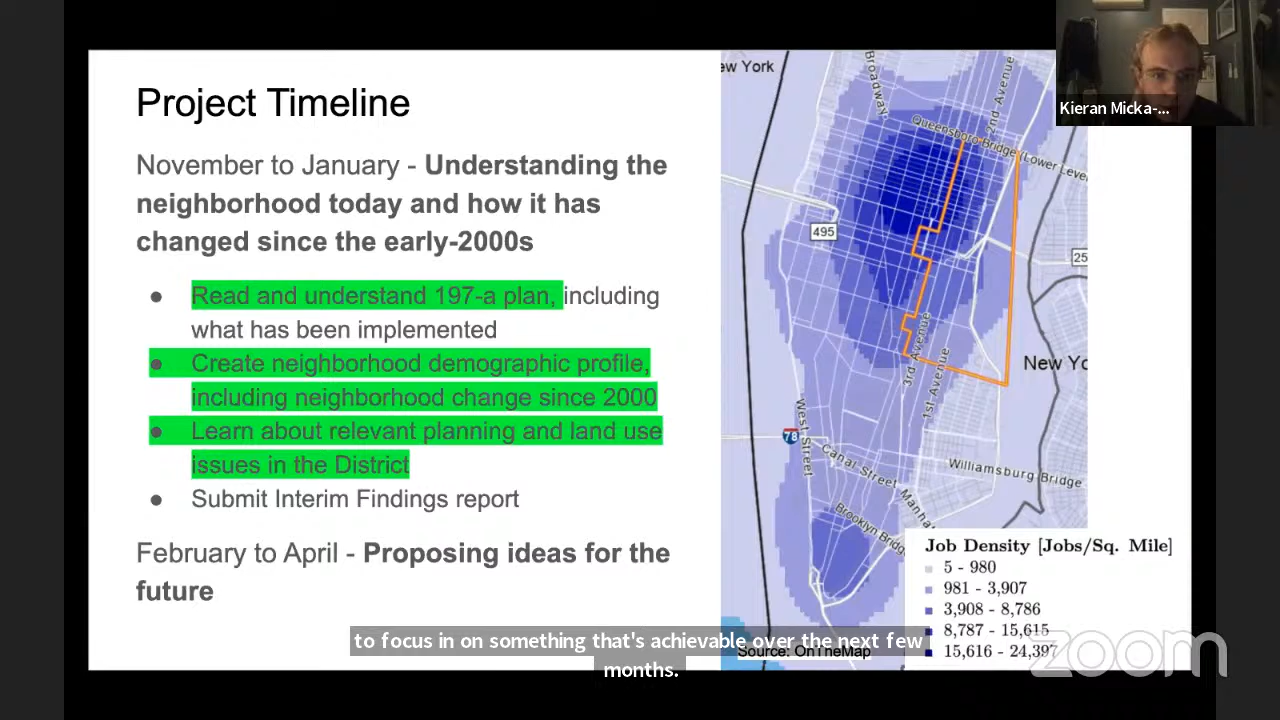 Project Timeline
November to January - Understanding the
neighborhood today and how it has
changed since the early-2000s
● Read and understand 197-a plan, including
what has been implemented
● Create neighborhood demographic profile,
including neighborhood change since 2000
● Learn about relevant planning and land use
issues in the District
● Submit Interim Findings report
February to April - Proposing ideas for the
future
ew York
Broadway
2nd Avenue
Queensboro Bridge (Lower Leve
495
25
3rd Avenue
1st Avenue
New Yo
West Street
78
Canal Street
Manha
Williamsburg Bridge
Brooklyn Bridg
Job Density [Jobs/Sq. Mile]
5 - 980
981 - 3,907
3,908 - 8,786
8,787 - 15,615
15,616 - 24,397
Source: OnTheMap
Kieran Micka-...
to focus in on something that's achievable over the next few
months.
zoom